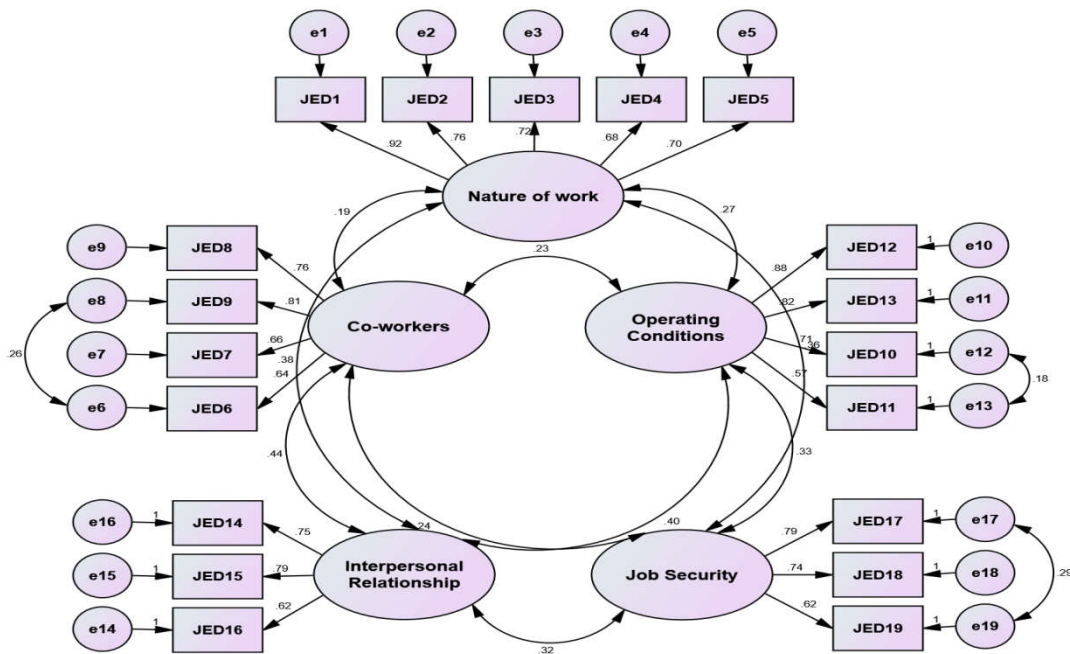 e1 e2 e3 e4 e5
JED1 JED2 JED3 JED4 JED5
.92 .76 .72 .68 .70
Nature of work
.19 .27
.23
e9 JED8 .76
e8 JED9 .81
e7 JED7 .66
e6 JED6 .64
.26
Co-workers
.38
Operating
Conditions
.88 JED12 1 e10
.82 JED13 1 e11
.71 .36 JED10 1 e12
.57 JED11 1 e13
.18
.44 .33
.24 .40
e16 1 JED14 .75
e15 1 JED15 .79
e14 1 JED16 .62
Interpersonal
Relationship
Job Security
.79 JED17 1 e17
.74 JED18 1 e18
.62 JED19 1 e19
.29
.32